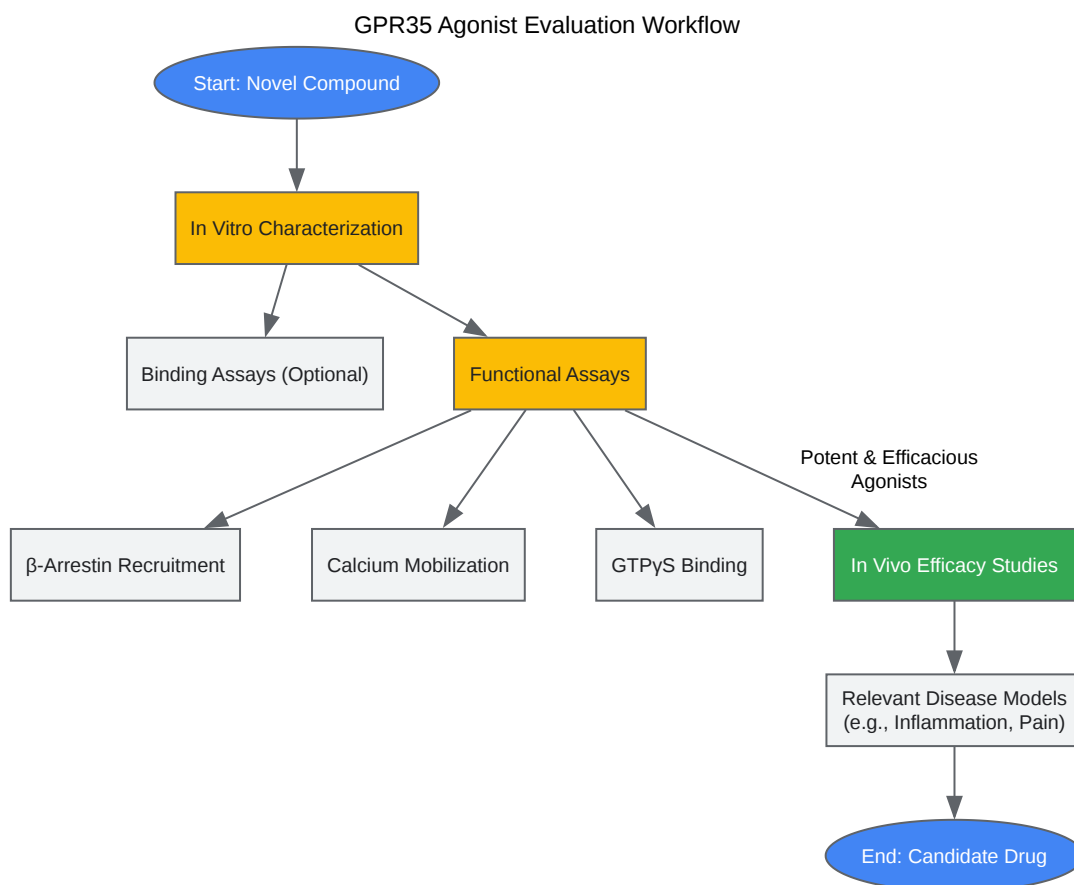 GPR35 Agonist Evaluation Workflow
Start: Novel Compound
In Vitro Characterization
Binding Assays (Optional)
Functional Assays
Potent & Efficacious
Agonists
β-Arrestin Recruitment
Calcium Mobilization
GTPγS Binding
In Vivo Efficacy Studies
Relevant Disease Models
(e.g., Inflammation, Pain)
End: Candidate Drug